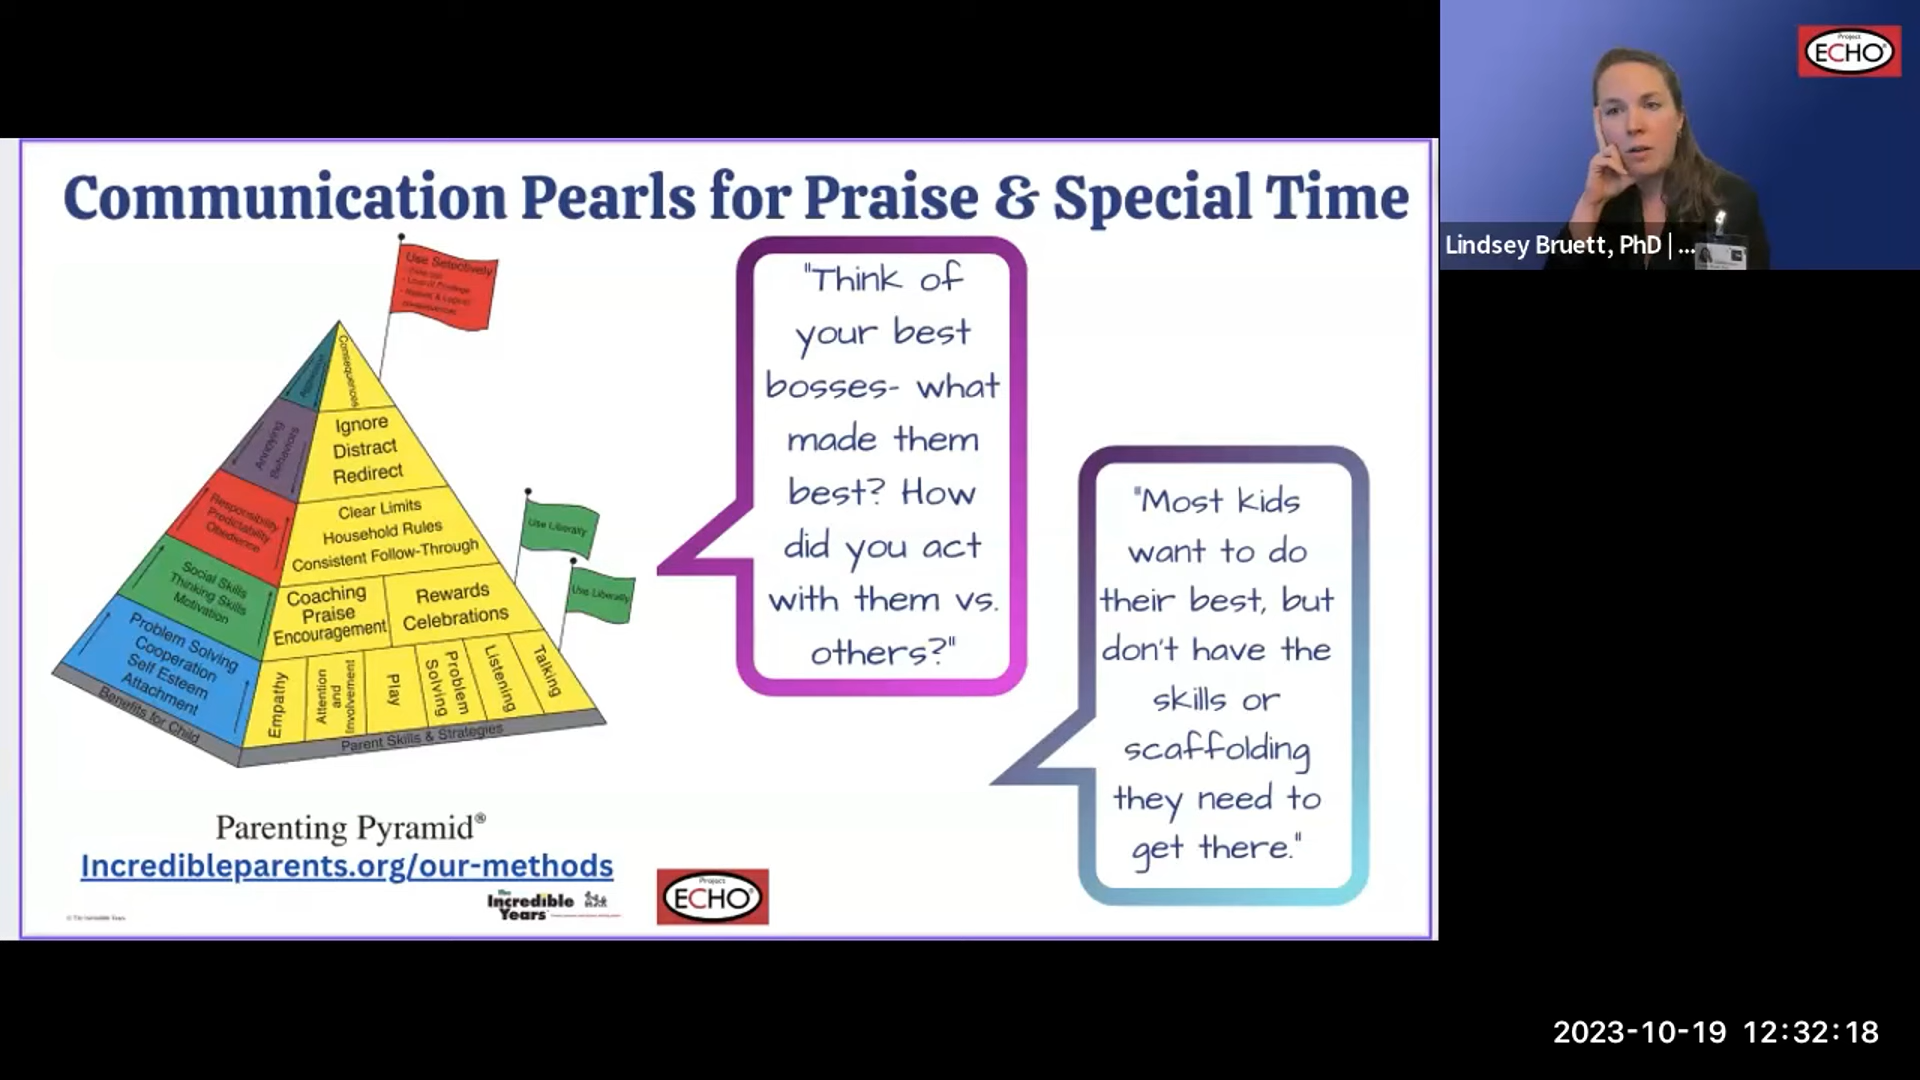 Communication Pearls for Praise & Special Time
Use Selectively
Consequences
Ignore
Distract
Redirect
Annoying
Behaviors
Clear Limits
Household Rules
Consistent Follow-Through
Responsibility
Predictability
Obedience
Use Liberally
Use Liberally
Coaching
Praise
Encouragement
Rewards
Celebrations
Social Skills
Thinking Skills
Motivation
Empathy
Attention
and
Involvement
Play
Problem
Solving
Listening
Talking
Problem Solving
Cooperation
Self Esteem
Attachment
Benefits for Child
Parent Skills & Strategies
Parenting Pyramid®
Incredibleparents.org/our-methods
The
Incredible
Years
Project
ECHO
"Think of
your best
bosses- what
made them
best? How
did you act
with them vs.
others?"
"Most kids
want to do
their best, but
don't have the
skills or
scaffolding
they need to
get there."
Project
ECHO
Lindsey Bruett, PhD | ...
2023-10-19 12:32:18